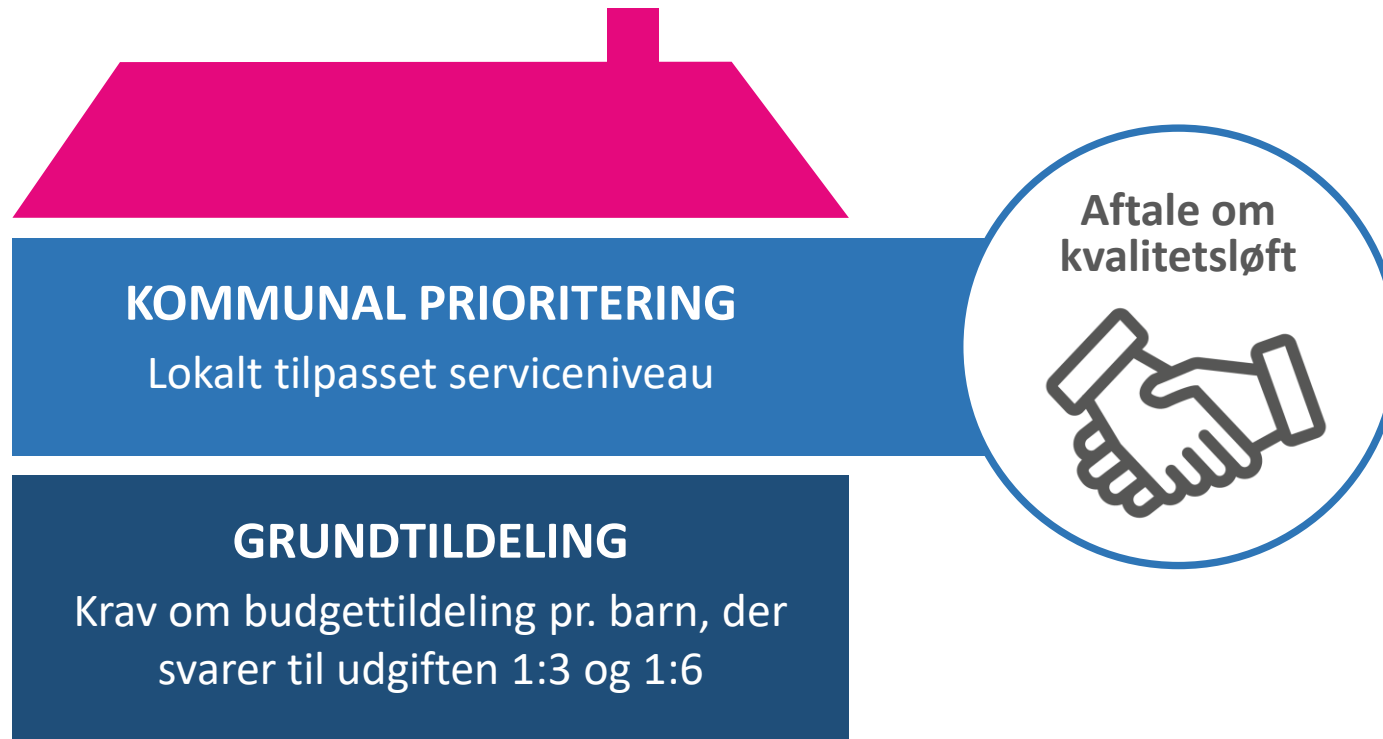 Aftale om
kvalitetsløft
KOMMUNAL PRIORITERING
Lokalt tilpasset serviceniveau
GRUNDTILDELING
Krav om budgettildeling pr. barn, der
svarer til udgiften 1:3 og 1:6